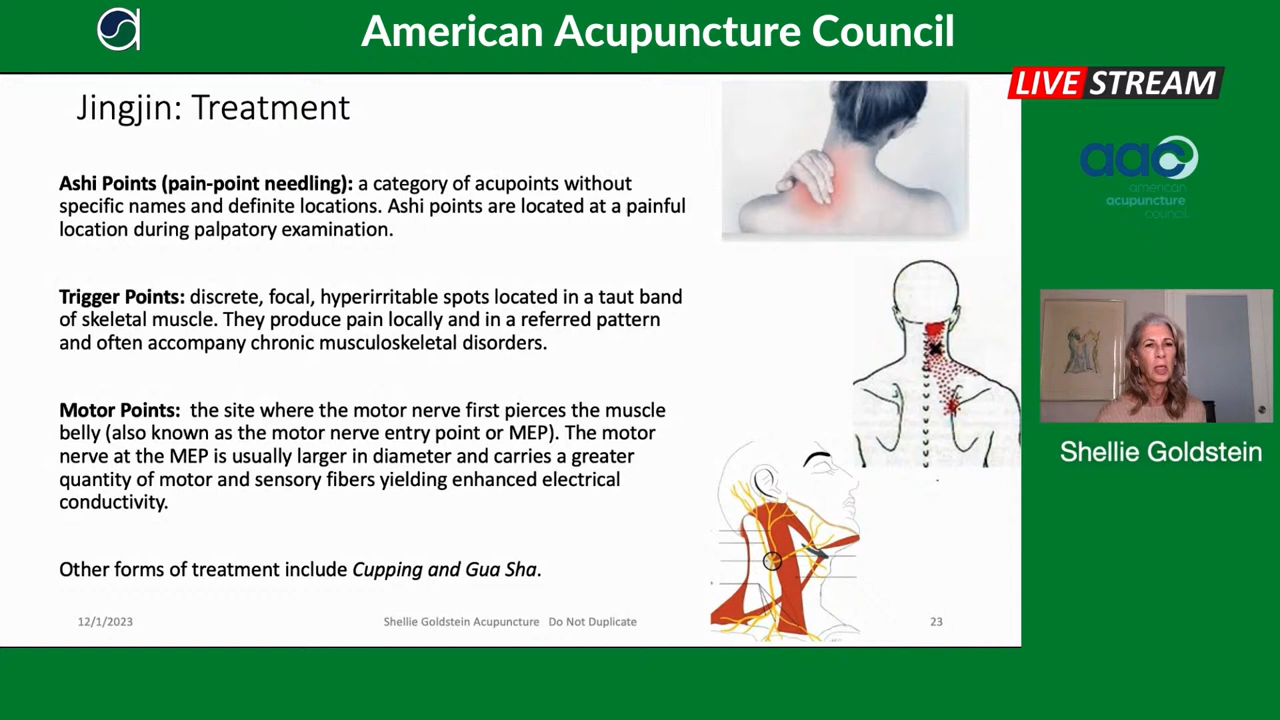 American Acupuncture Council
LIVE STREAM
Jingjin: Treatment
Ashi Points (pain-point needling): a category of acupoints without
specific names and definite locations. Ashi points are located at a painful
location during palpatory examination.
Trigger Points: discrete, focal, hyperirritable spots located in a taut band
of skeletal muscle. They produce pain locally and in a referred pattern
and often accompany chronic musculoskeletal disorders.
Motor Points: the site where the motor nerve first pierces the muscle
belly (also known as the motor nerve entry point or MEP). The motor
nerve at the MEP is usually larger in diameter and carries a greater
quantity of motor and sensory fibers yielding enhanced electrical
conductivity.
Other forms of treatment include Cupping and Gua Sha.
12/1/2023
Shellie Goldstein Acupuncture Do Not Duplicate
23
aac
american
acupuncture
council
Shellie Goldstein